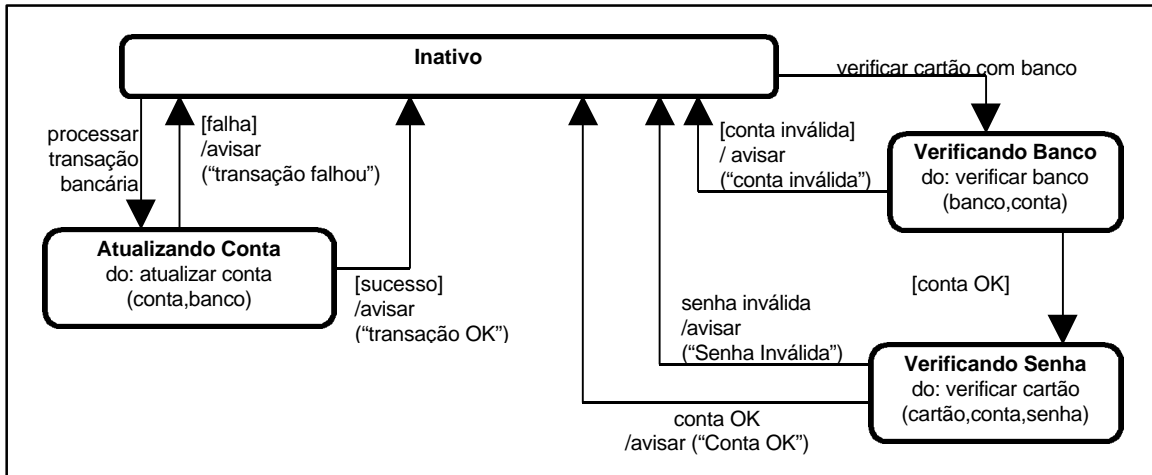 Inativo
verificar cartão com banco
processar
transação
bancária
[falha]
/avisar
(“transação falhou”)
[conta inválida]
/ avisar
(“conta inválida”)
Verificando Banco
do: verificar banco
(banco,conta)
Atualizando Conta
do: atualizar conta
(conta,banco)
[sucesso]
/avisar
(“transação OK”)
[conta OK]
senha inválida
/avisar
(“Senha Inválida”)
Verificando Senha
do: verificar cartão
(cartão,conta,senha)
conta OK
/avisar (“Conta OK”)